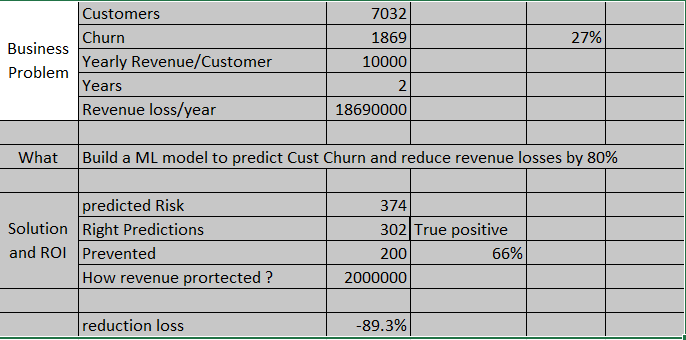 Customers 7032
Business Problem
Churn 1869 27%
Yearly Revenue/Customer 10000
Years 2
Revenue loss/year 18690000
What Build a ML model to predict Cust Churn and reduce revenue losses by 80%
predicted Risk 374
Solution and ROI
Right Predictions 302 True positive
Prevented 200 66%
How revenue prortected ? 2000000
reduction loss -89.3%